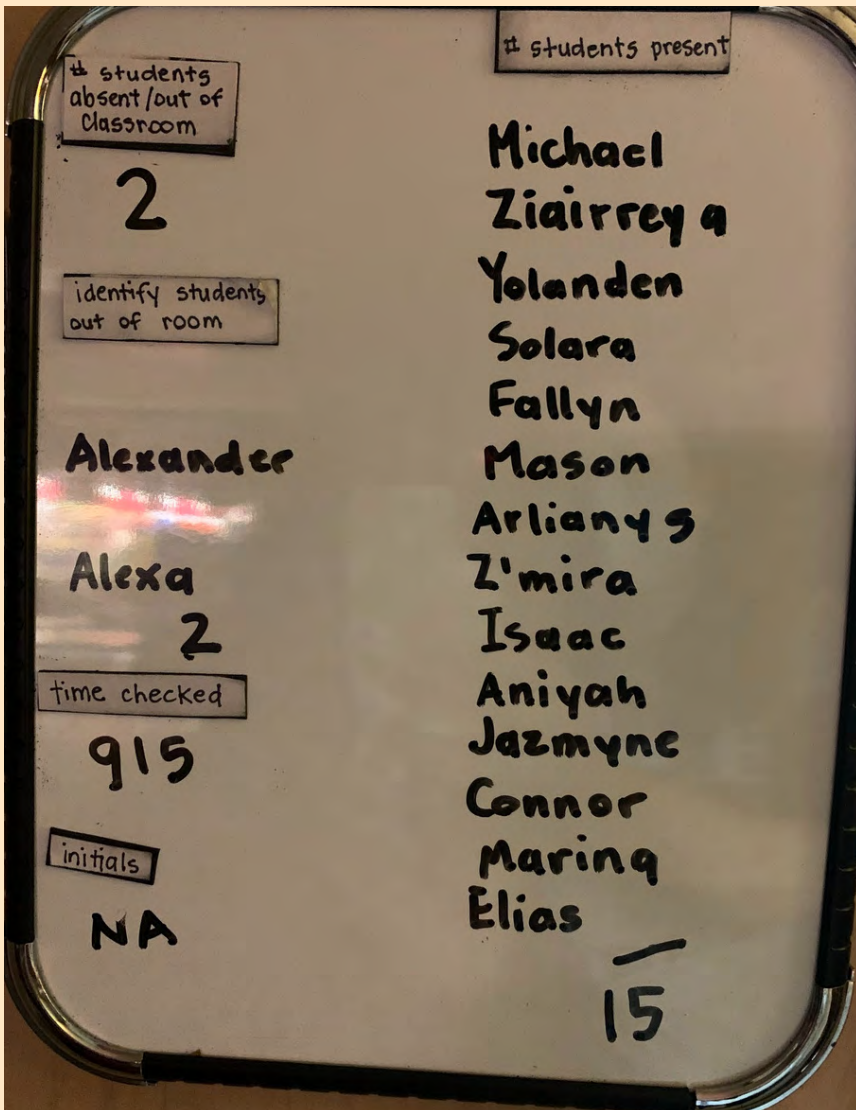 # students
absent/out of
classroom
2
identify students
out of room
Alexander
Alexa
2
time checked
915
initials
NA
# students present
Michael
Ziairrey a
Yolanden
Solara
Fallyn
Mason
Arlianys
Z'mira
Isaac
Aniyah
Jazmyne
Connor
Marina
Elias
15